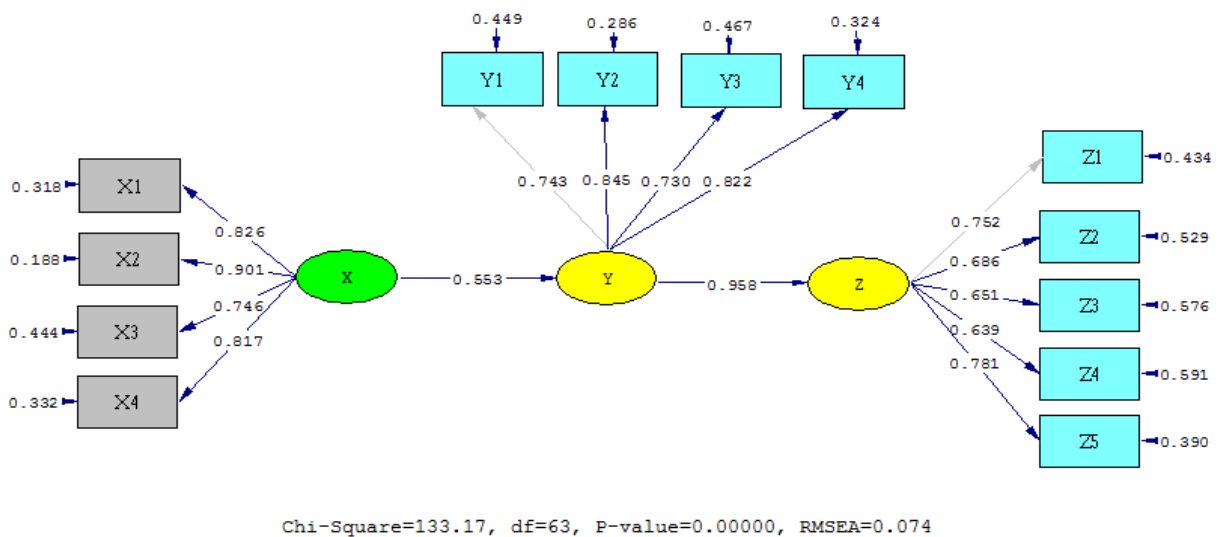 0.449 0.286 0.467 0.324
Y1 Y2 Y3 Y4
Z1 0.434
0.318 X1
0.743 0.845 0.730 0.822
0.752
0.826
Z2 0.529
0.188 X2
0.901
0.686
X 0.553 Y 0.958 Z
0.651
Z3 0.576
0.746
0.444 X3
0.639
0.817
0.781
Z4 0.591
0.332 X4
Z5 0.390
Chi-Square=133.17, df=63, P-value=0.00000, RMSEA=0.074